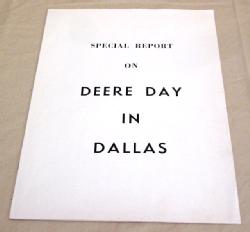 SPECIAL REPORT
ON
DEERE DAY
IN
DALLAS